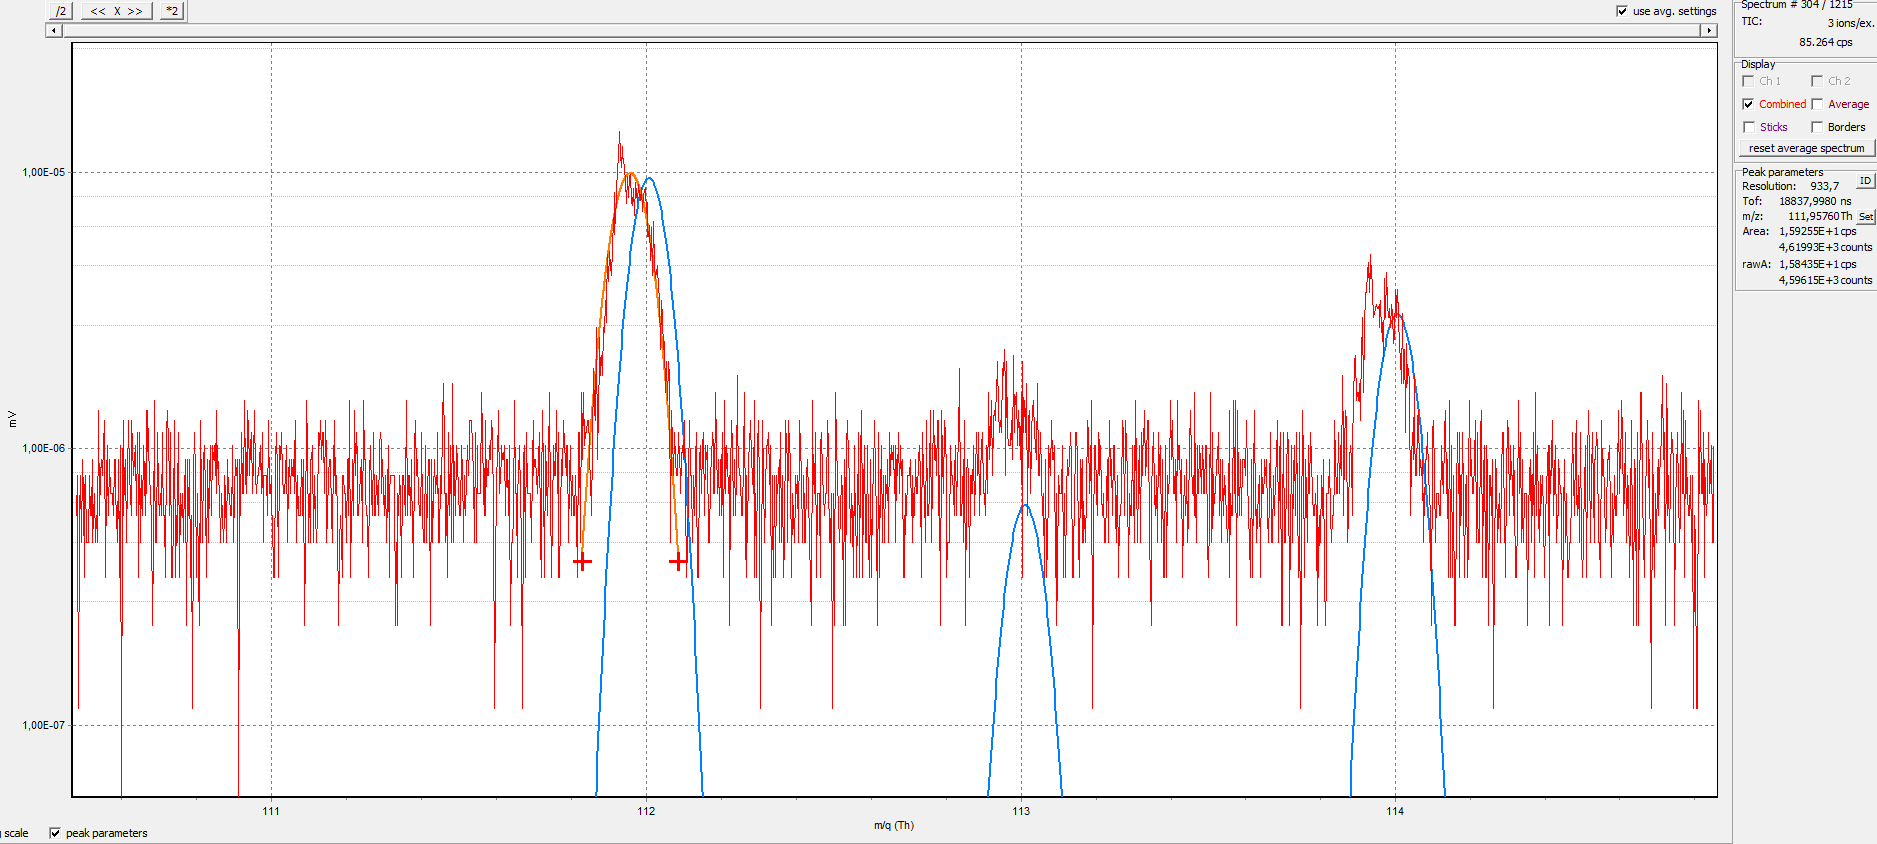 /2 << X >> *2
use avg. settings
mV
1,00E-05
1,00E-06
1,00E-07
111 112 113 114
m/q (Th)
scale
peak parameters
Spectrum # 304 / 1215
TIC: 3 ions/ex.
85.264 cps
Display
Ch 1 Ch 2
Combined Average
Sticks Borders
reset average spectrum
Peak parameters
Resolution: 933,7 ID
Tof: 18837,9980 ns
m/z: 111,95760 Th Set
Area: 1,59255E+1 cps
4,61993E+3 counts
rawA: 1,58435E+1 cps
4,59615E+3 counts